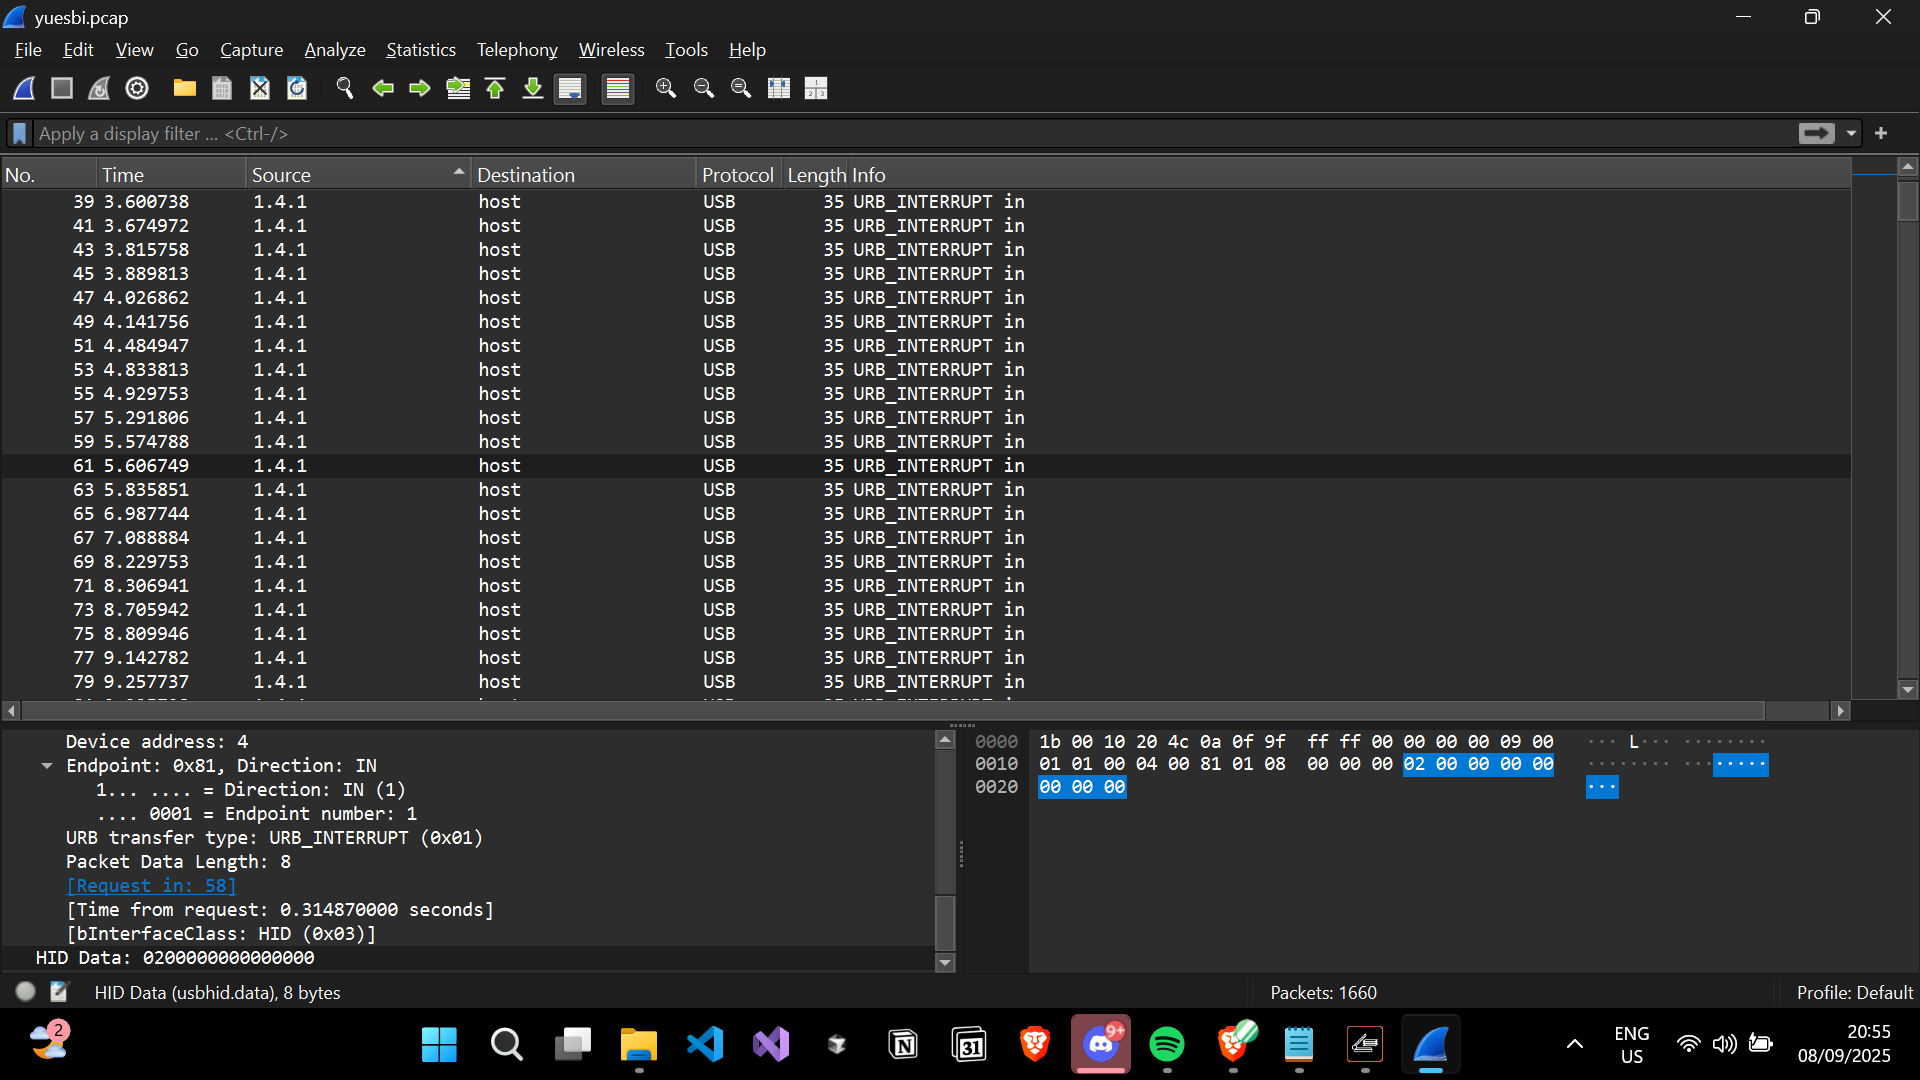 yuesbi.pcap
File Edit View Go Capture Analyze Statistics Telephony Wireless Tools Help
Apply a display filter ... <Ctrl-/>
No. Time Source Destination Protocol Length Info
39 3.600738 1.4.1 host USB 35 URB_INTERRUPT in
41 3.674972 1.4.1 host USB 35 URB_INTERRUPT in
43 3.815758 1.4.1 host USB 35 URB_INTERRUPT in
45 3.889813 1.4.1 host USB 35 URB_INTERRUPT in
47 4.026862 1.4.1 host USB 35 URB_INTERRUPT in
49 4.141756 1.4.1 host USB 35 URB_INTERRUPT in
51 4.484947 1.4.1 host USB 35 URB_INTERRUPT in
53 4.833813 1.4.1 host USB 35 URB_INTERRUPT in
55 4.929753 1.4.1 host USB 35 URB_INTERRUPT in
57 5.291806 1.4.1 host USB 35 URB_INTERRUPT in
59 5.574788 1.4.1 host USB 35 URB_INTERRUPT in
61 5.606749 1.4.1 host USB 35 URB_INTERRUPT in
63 5.835851 1.4.1 host USB 35 URB_INTERRUPT in
65 6.987744 1.4.1 host USB 35 URB_INTERRUPT in
67 7.088884 1.4.1 host USB 35 URB_INTERRUPT in
69 8.229753 1.4.1 host USB 35 URB_INTERRUPT in
71 8.306941 1.4.1 host USB 35 URB_INTERRUPT in
73 8.705942 1.4.1 host USB 35 URB_INTERRUPT in
75 8.809946 1.4.1 host USB 35 URB_INTERRUPT in
77 9.142782 1.4.1 host USB 35 URB_INTERRUPT in
79 9.257737 1.4.1 host USB 35 URB_INTERRUPT in
Device address: 4
Endpoint: 0x81, Direction: IN
1... .... = Direction: IN (1)
.... 0001 = Endpoint number: 1
URB transfer type: URB_INTERRUPT (0x01)
Packet Data Length: 8
[Request in: 58]
[Time from request: 0.314870000 seconds]
[bInterfaceClass: HID (0x03)]
HID Data: 0200000000000000
0000 1b 00 10 20 4c 0a 0f 9f ff ff 00 00 00 00 09 00 ··· L··· ········
0010 01 01 00 04 00 81 01 08 00 00 00 02 00 00 00 00 ········ ········
0020 00 00 00 ···
HID Data (usbhid.data), 8 bytes
Packets: 1660
Profile: Default
2
31
9+
ENG
US
20:55
08/09/2025